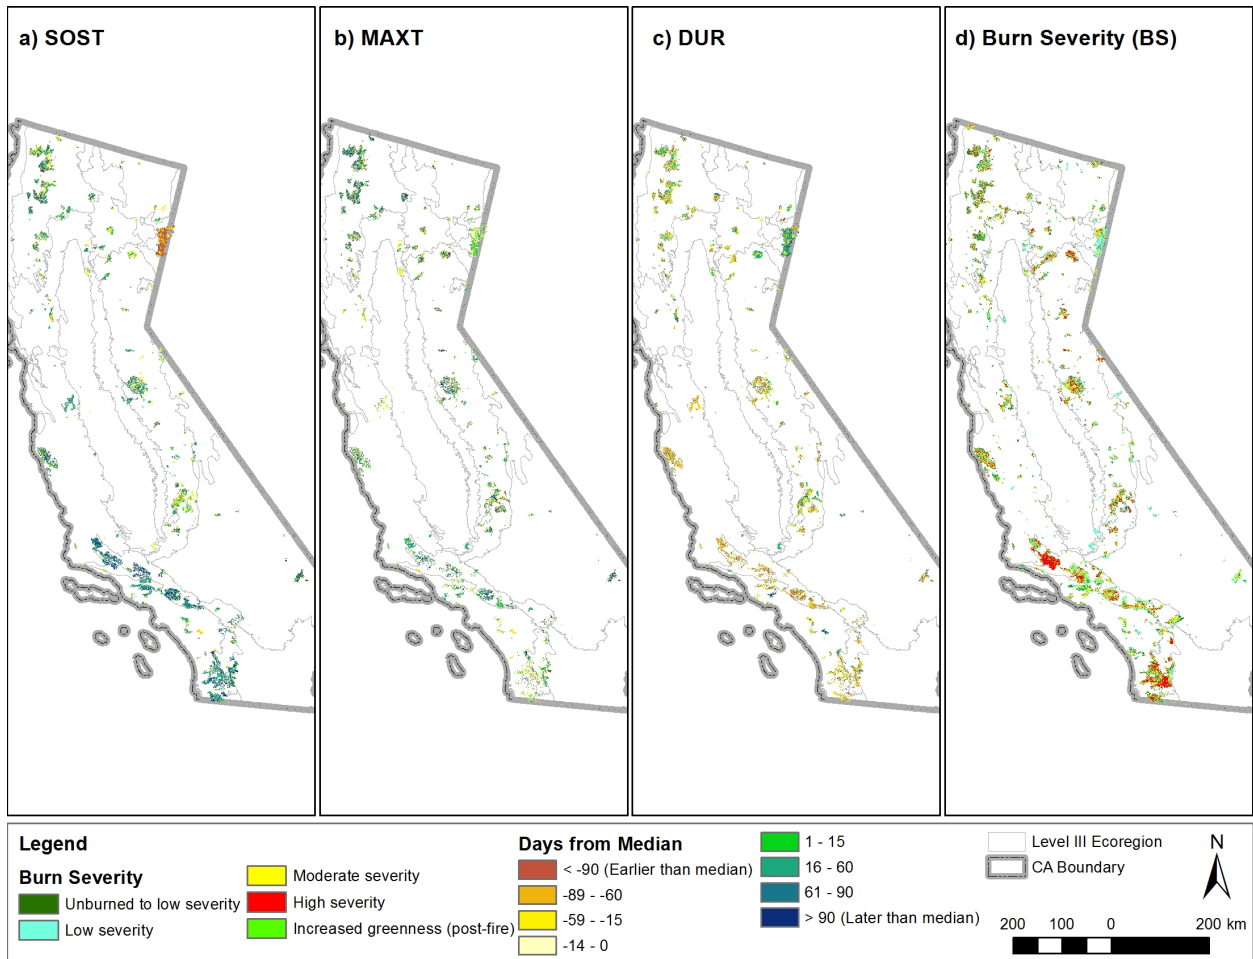 a) SOST
b) MAXT
c) DUR
d) Burn Severity (BS)
Legend
Burn Severity
Unburned to low severity
Low severity
Moderate severity
High severity
Increased greenness (post-fire)
Days from Median
< -90 (Earlier than median)
-89 - -60
-59 - -15
-14 - 0
1 - 15
16 - 60
61 - 90
> 90 (Later than median)
Level III Ecoregion
CA Boundary
N
200 100 0 200 km